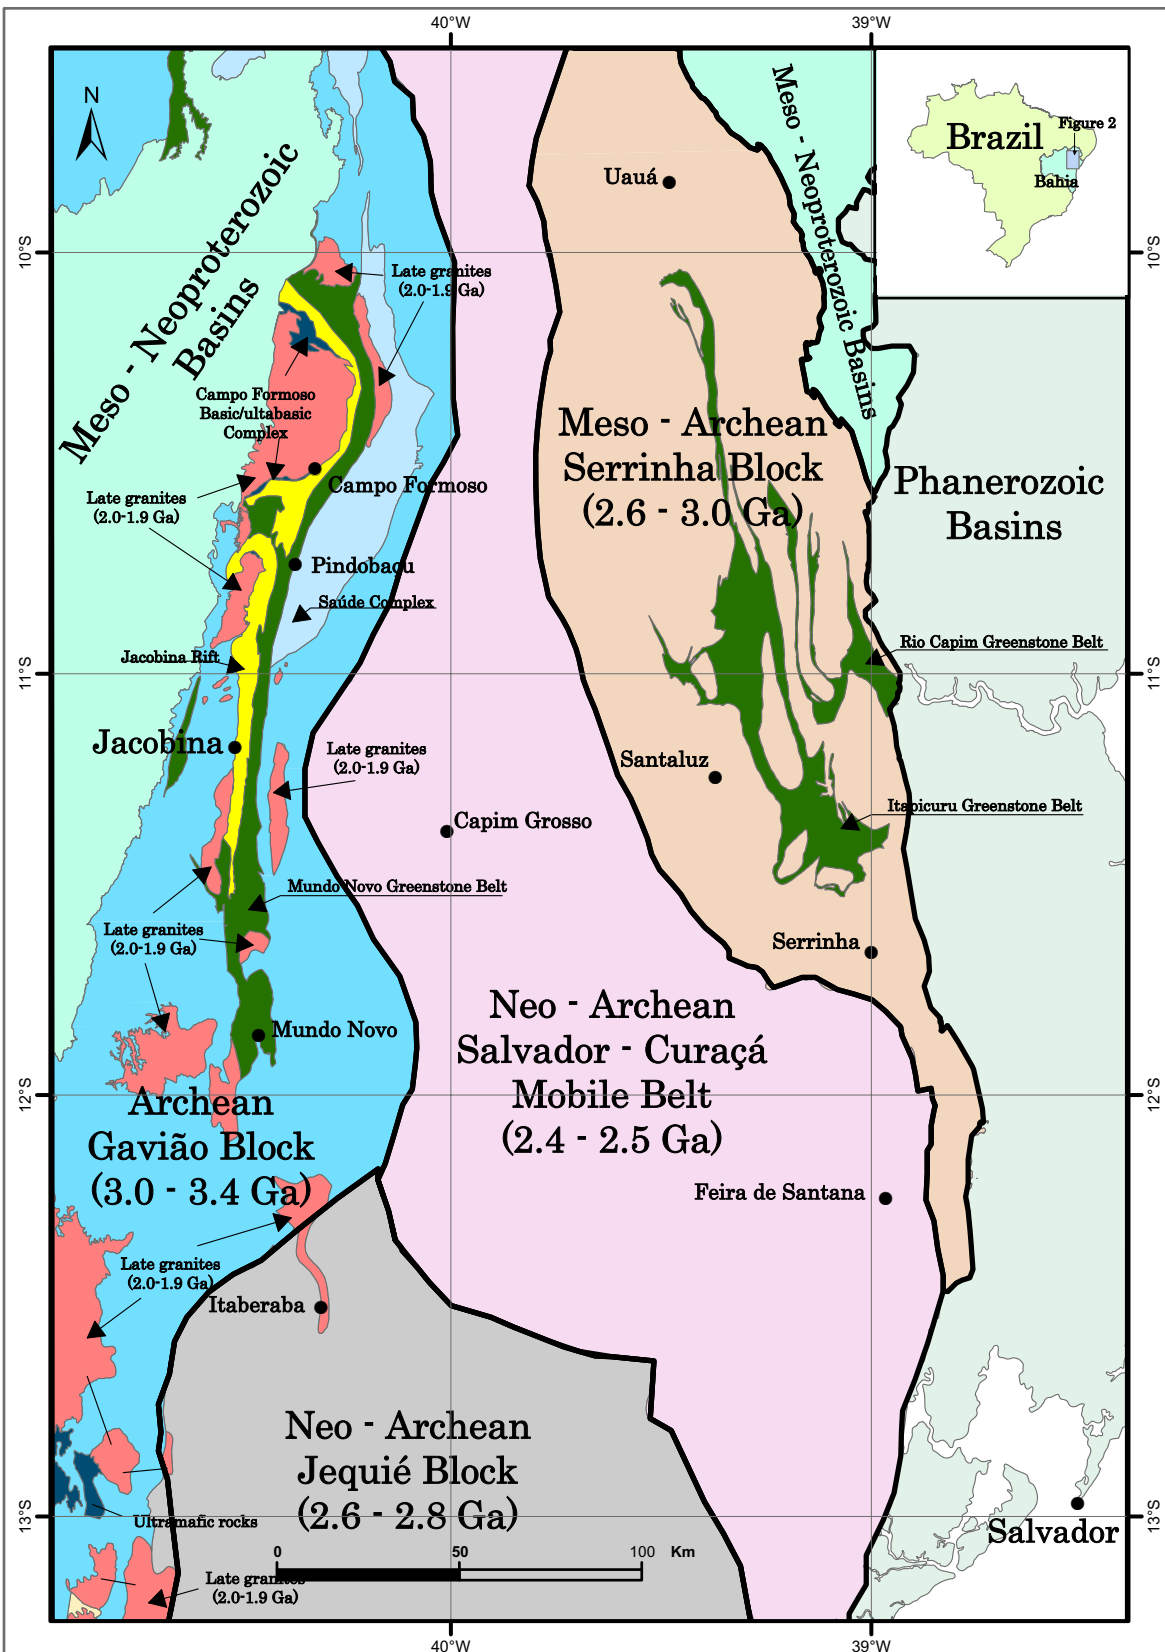 40°W
39°W
N
Brazil
Figure 2
Bahia
Uauá
Meso - Neoproterozoic
Basins
Meso - Neoproterozoic Basins
10°S
10°S
Late granites
(2.0-1.9 Ga)
Campo Formoso
Basic/ultabasic
Complex
Meso - Archean
Serrinha Block
(2.6 - 3.0 Ga)
Phanerozoic
Basins
Campo Formoso
Late granites
(2.0-1.9 Ga)
Pindobaçu
Saúde Complex
Rio Capim Greenstone Belt
Jacobina Rift
11°S
11°S
Jacobina
Late granites
(2.0-1.9 Ga)
Santaluz
Capim Grosso
Itapicuru Greenstone Belt
Mundo Novo Greenstone Belt
Late granites
(2.0-1.9 Ga)
Serrinha
Neo - Archean
Salvador - Curaçá
Mobile Belt
(2.4 - 2.5 Ga)
Mundo Novo
12°S
12°S
Archean
Gavião Block
(3.0 - 3.4 Ga)
Feira de Santana
Late granites
(2.0-1.9 Ga)
Itaberaba
Neo - Archean
Jequié Block
(2.6 - 2.8 Ga)
Ultramafic rocks
13°S
13°S
Salvador
0 50 100 Km
Late granites
(2.0-1.9 Ga)
40°W
39°W